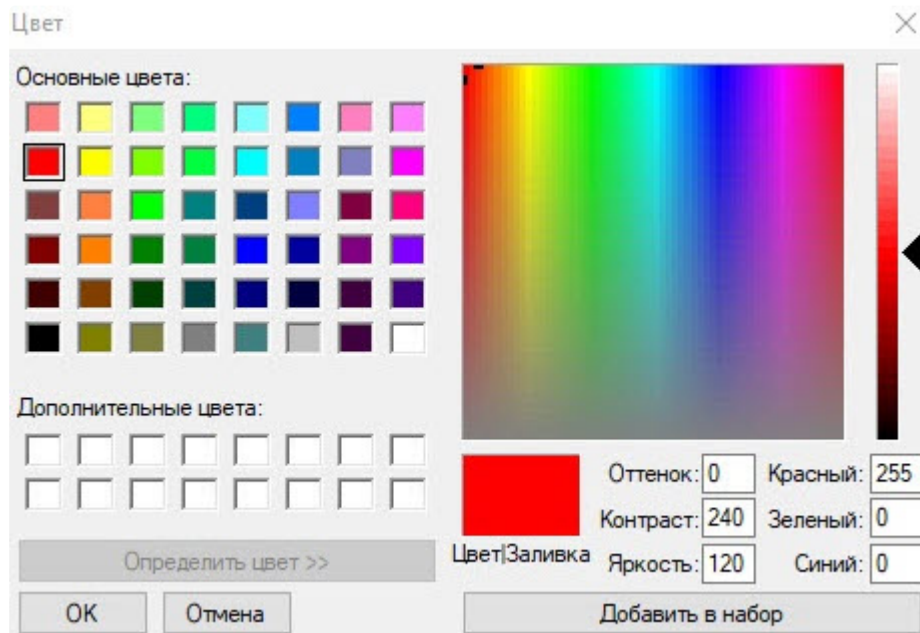 Цвет
Основные цвета:
Дополнительные цвета:
Определить цвет >>
OK
Отмена
Цвет|Заливка
Оттенок: 0
Контраст: 240
Яркость: 120
Красный: 255
Зеленый: 0
Синий: 0
Добавить в набор